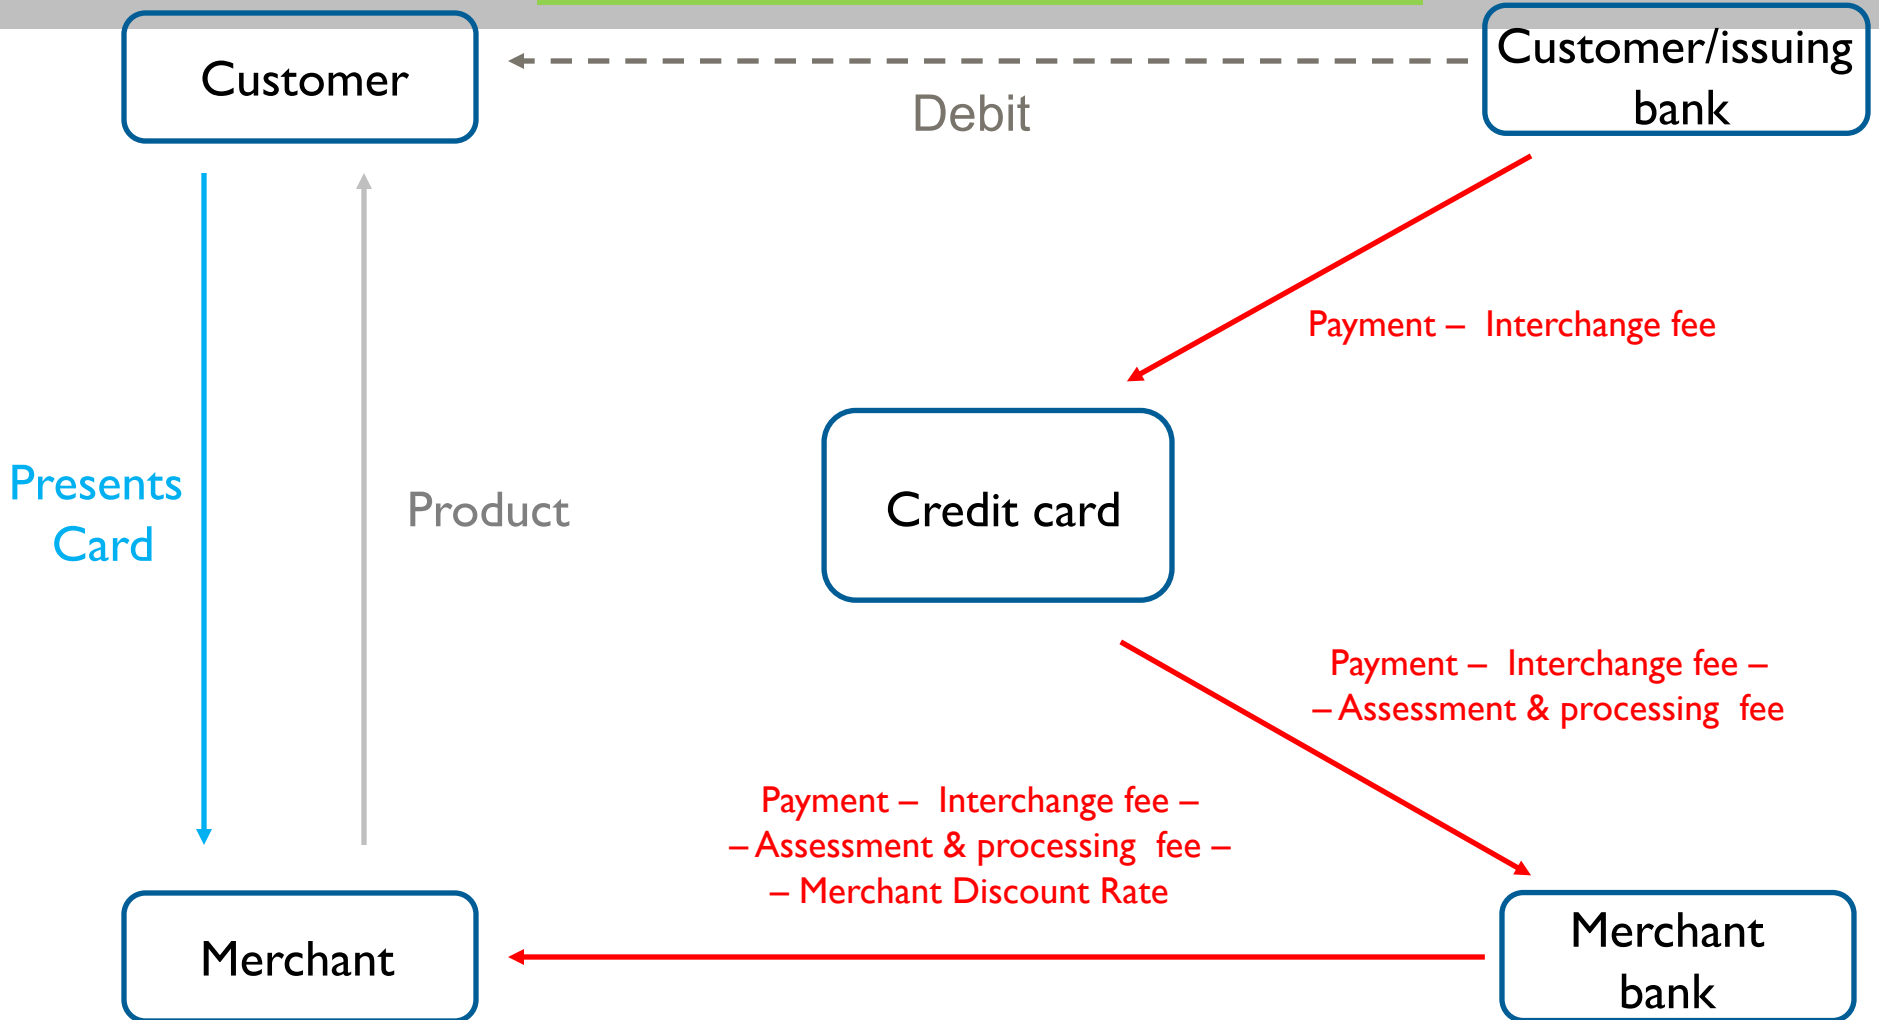 Customer
Customer/issuing
bank
Debit
Payment – Interchange fee
Presents
Card
Product
Credit card
Payment – Interchange fee –
– Assessment & processing fee
Payment – Interchange fee –
– Assessment & processing fee –
– Merchant Discount Rate
Merchant
Merchant
bank